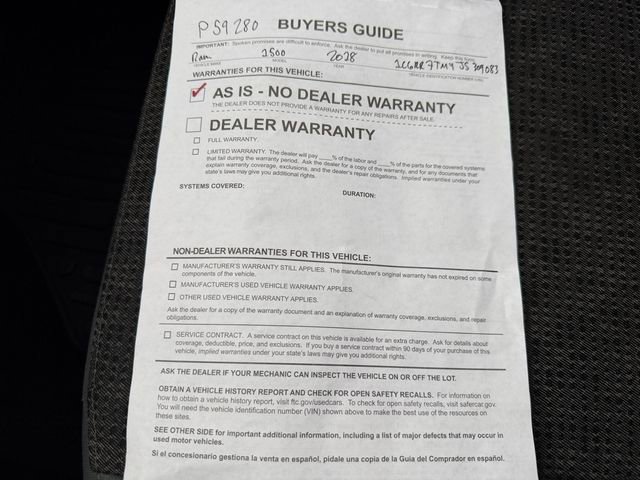 PS9280 BUYERS GUIDE
IMPORTANT: Spoken promises are difficult to enforce. Ask the dealer to put all promises in writing. Keep this
Ram 1500 2018 1C6RR7TM4JS309083
VEHICLE MAKE MODEL YEAR VEHICLE IDENTIFICATION NUMBER (VIN)
WARRANTIES FOR THIS VEHICLE:
AS IS - NO DEALER WARRANTY
THE DEALER DOES NOT PROVIDE A WARRANTY FOR ANY REPAIRS AFTER SALE.
DEALER WARRANTY
FULL WARRANTY.
LIMITED WARRANTY. The dealer will pay ____% of the labor and ____% of the parts for the covered systems
that fail during the warranty period. Ask the dealer for a copy of the warranty, and for any documents that
explain warranty coverage, exclusions, and the dealer's repair obligations. Implied warranties under your
state's laws may give you additional rights.
SYSTEMS COVERED: DURATION:
NON-DEALER WARRANTIES FOR THIS VEHICLE:
MANUFACTURER'S WARRANTY STILL APPLIES. The manufacturer's original warranty has not expired on some
components of the vehicle.
MANUFACTURER'S USED VEHICLE WARRANTY APPLIES.
OTHER USED VEHICLE WARRANTY APPLIES.
Ask the dealer for a copy of the warranty document and an explanation of warranty coverage, exclusions, and repair
obligations.
SERVICE CONTRACT. A service contract on this vehicle is available for an extra charge. Ask for details about
coverage, deductible, price, and exclusions. If you buy a service contract within 90 days of your purchase of this
vehicle, implied warranties under your state's laws may give you additional rights.
ASK THE DEALER IF YOUR MECHANIC CAN INSPECT THE VEHICLE ON OR OFF THE LOT.
OBTAIN A VEHICLE HISTORY REPORT AND CHECK FOR OPEN SAFETY RECALLS. For information on
how to obtain a vehicle history report, visit ftc.gov/usedcars. To check for open safety recalls, visit safercar.gov.
You will need the vehicle identification number (VIN) shown above to make the best use of the resources on
these sites.
SEE OTHER SIDE for important additional information, including a list of major defects that may occur in
used motor vehicles.
Si el concesionario gestiona la venta en español, pídale una copia de la Guía del Comprador en español.